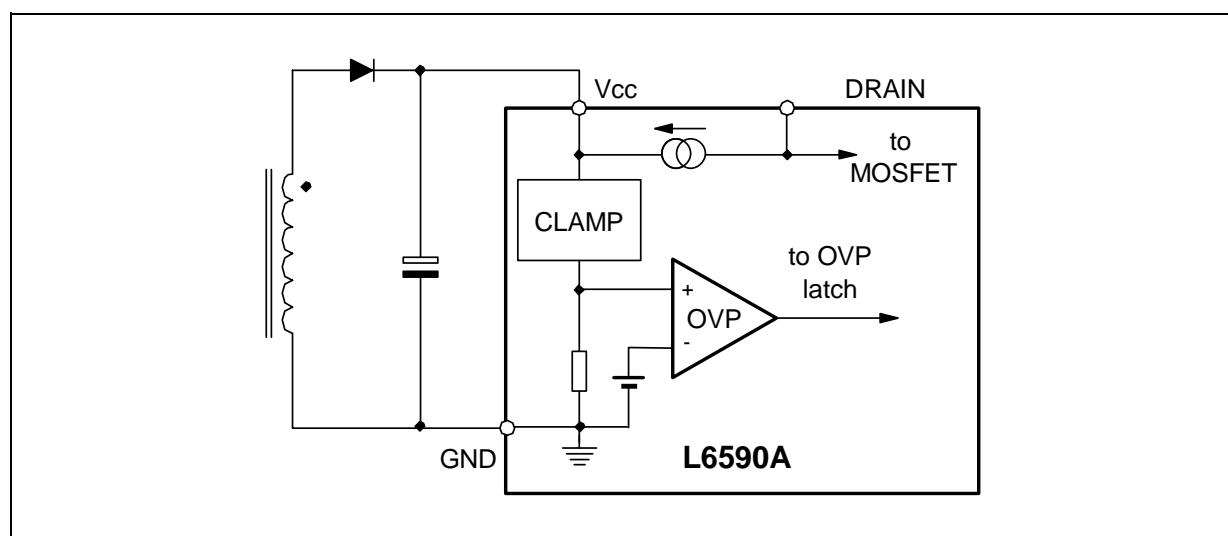 Vcc
DRAIN
to
MOSFET
CLAMP
to OVP
latch
+
OVP
-
GND
L6590A